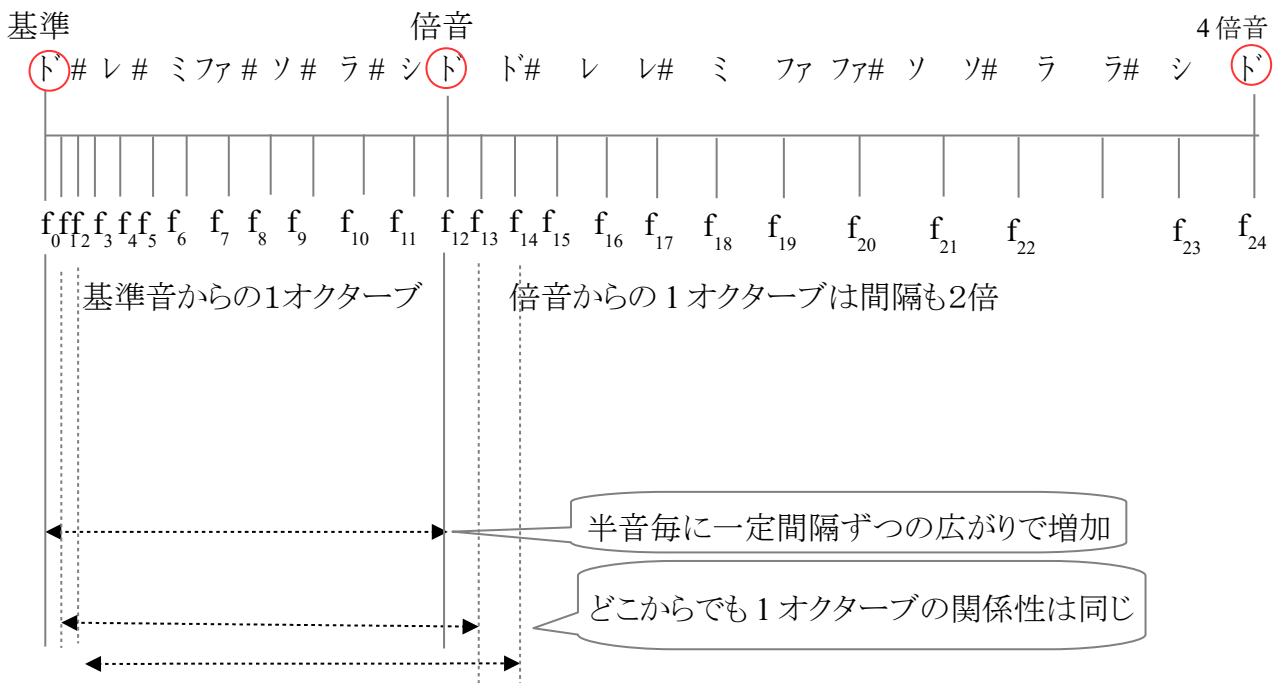 基準 倍音 4倍音
ド # レ # ミ ファ # ソ # ラ # シ ド ド# レ レ# ミ ファ ファ# ソ ソ# ラ ラ# シ ド
f0 f1 f2 f3 f4 f5 f6 f7 f8 f9 f10 f11 f12 f13 f14 f15 f16 f17 f18 f19 f20 f21 f22 f23 f24
基準音からの1オクターブ 倍音からの1オクターブは間隔も2倍
半音毎に一定間隔ずつの広がりで増加
どこからでも1オクターブの関係性は同じ